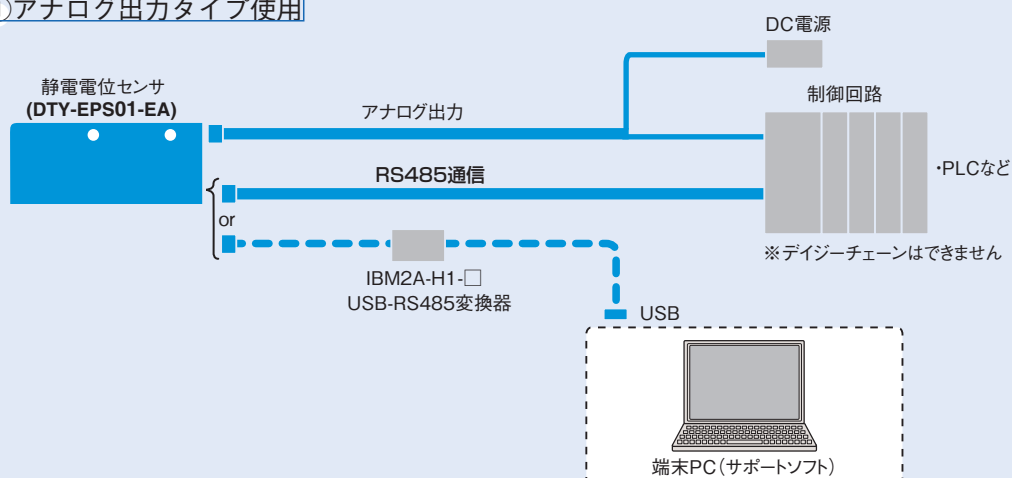 アナログ出力タイプ使用
DC電源
静電電位センサ
(DTY-EPS01-EA)
アナログ出力
制御回路
RS485通信
・PLCなど
or
※デイジーチェーンはできません
IBM2A-H1-□
USB-RS485変換器
USB
端末PC(サポートソフト)